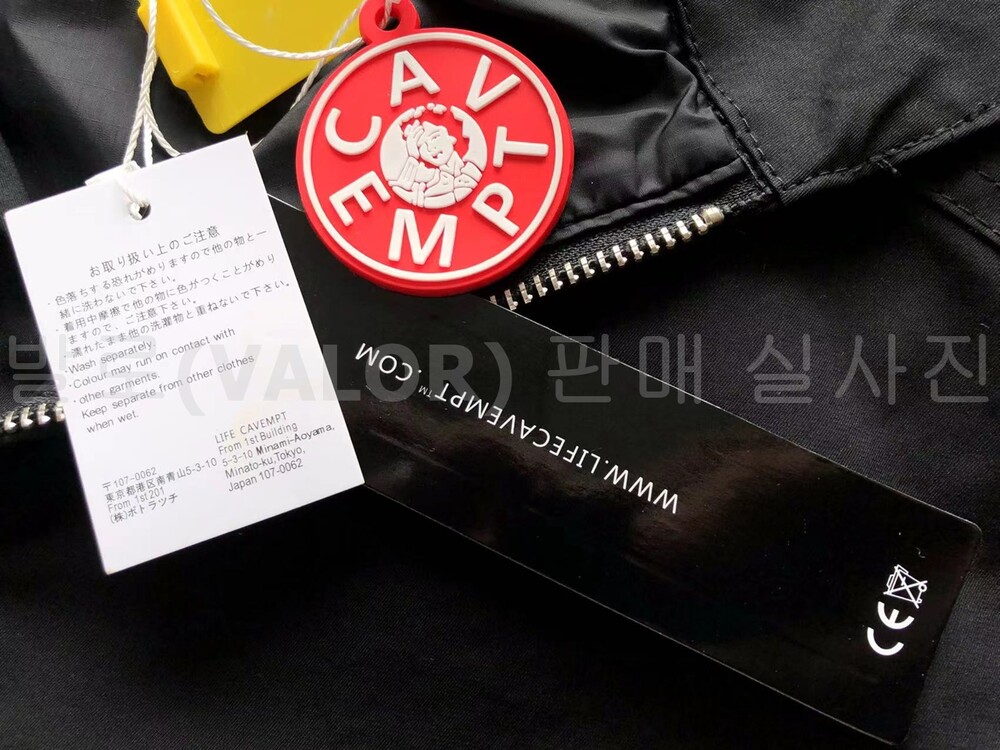 CAV EMPT
お取り扱い上のご注意
・色落ちする恐れがめりますので他の物と一
緒に洗わないで下さい。
・着用中摩擦で他の物に色がつくことがめり
ますので、ご注意下さい。
濡れたまま他の洗濯物と重ねないで下さい。
・Wash separately.
・Colour may run on contact with
・other garments.
Keep separate from other clothes
when wet.
LIFE CAVEMPT
From 1st Building
5-3-10 Minami-Aoyama,
Minato-ku,Tokyo,
Japan 107-0062
〒107-0062
東京都港区南青山5-3-10
From 1st201
(株)ポトラツチ
WWW.LIFECAVEMPT™.COM
CE
발로(VALOR) 판매 실사진